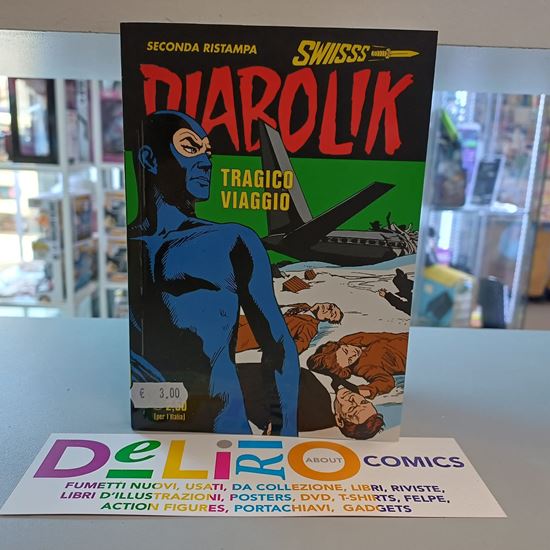 SECONDA RISTAMPA
SWIISSS
DIABOLIK
TRAGICO
VIAGGIO
€ 3,00
(per l'Italia)
DeLiRiO
ABOUT
COMICS
FUMETTI NUOVI, USATI, DA COLLEZIONE, LIBRI, RIVISTE,
LIBRI D'ILLUSTRAZIONI, POSTERS, DVD, T-SHIRTS, FELPE,
ACTION FIGURES, PORTACHIAVI, GADGETS